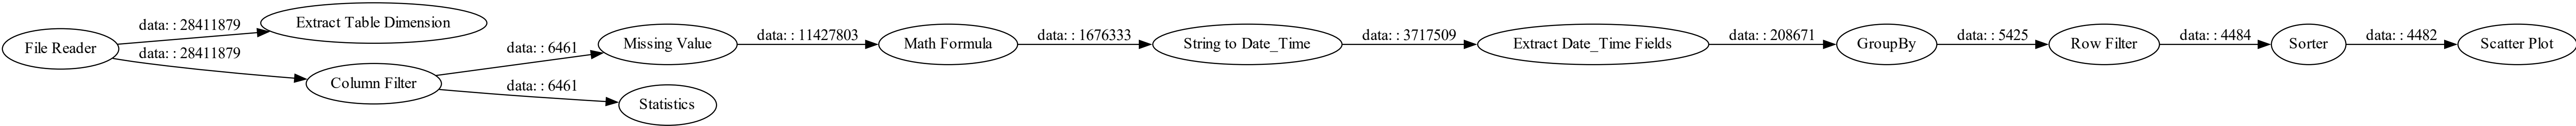 File Reader
data: : 28411879
Extract Table Dimension
data: : 28411879
Column Filter
data: : 6461
Missing Value
data: : 6461
Statistics
data: : 11427803
Math Formula
data: : 1676333
String to Date_Time
data: : 3717509
Extract Date_Time Fields
data: : 208671
GroupBy
data: : 5425
Row Filter
data: : 4484
Sorter
data: : 4482
Scatter Plot